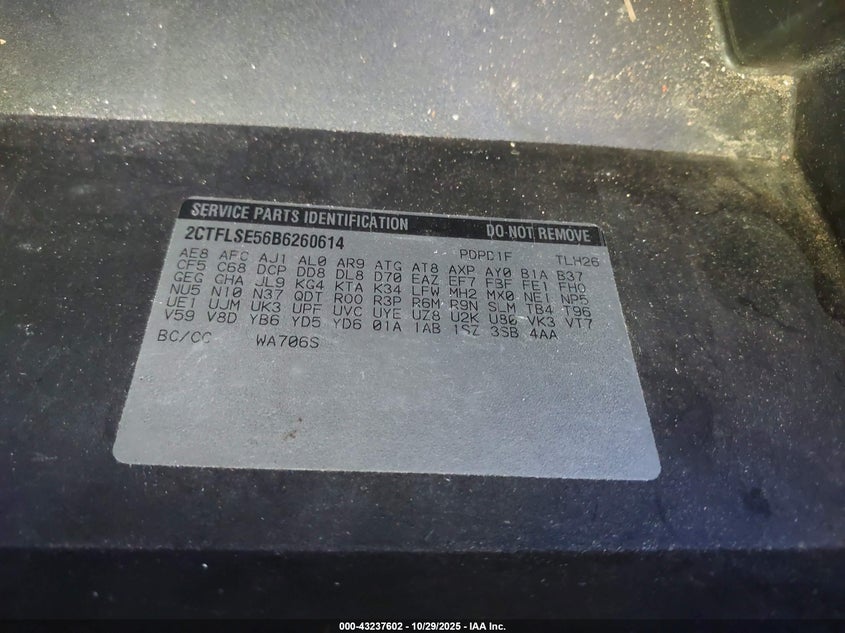 SERVICE PARTS IDENTIFICATION DO NOT REMOVE
2CTFLSE56B6260614 PDPD1F TLH26
AE8 AFC AJ1 AL0 AR9 ATG AT8 AXP AY0 B1A B37
CF5 C68 DCP DD8 DL8 D70 EAZ EF7 F3F FE1 FHO
GEG GHA JL9 KG4 KTA K34 LFW MH2 MX0 NE1 NP5
NU5 N10 N37 QDT ROO R3P R6M R9N SLM TB4 T96
UE1 UJM UK3 UPF UVC UYE UZ8 U2K U80 VK3 VT7
V59 V8D YB6 YD5 YD6 01A 1AB 1SZ 3SB 4AA
BC/CC WA706S
000-43237602 - 10/29/2025 - IAA Inc.